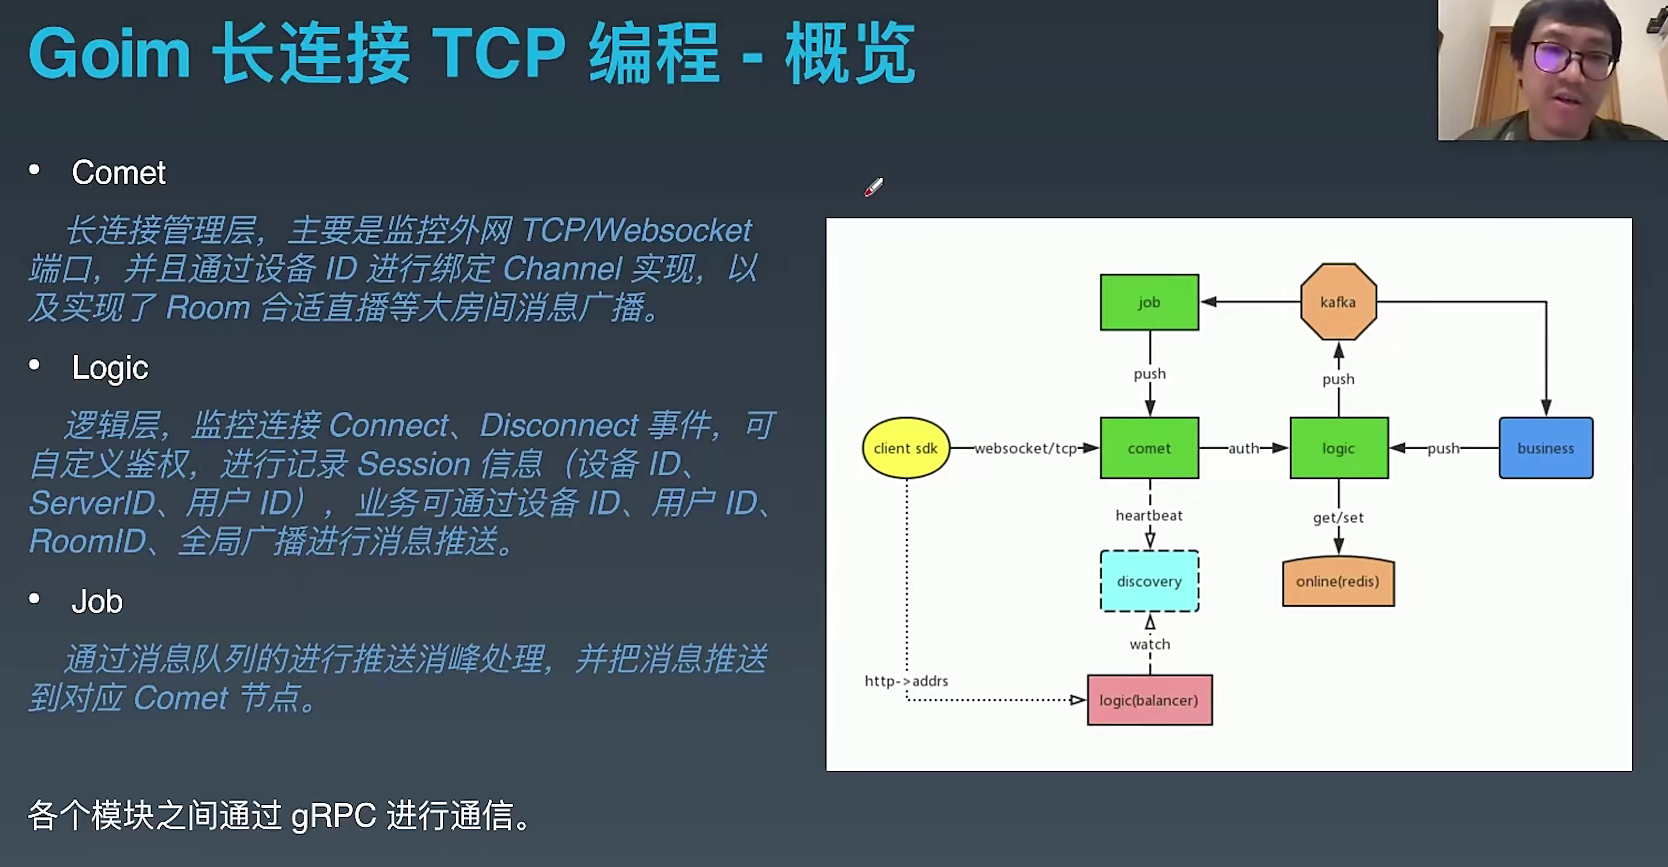 Goim 长连接 TCP 编程 - 概览
• Comet
长连接管理层，主要是监控外网 TCP/Websocket
端口，并且通过设备 ID 进行绑定 Channel 实现，以
及实现了 Room 合适直播等大房间消息广播。
• Logic
逻辑层，监控连接 Connect、Disconnect 事件，可
自定义鉴权，进行记录 Session 信息（设备 ID、
ServerID、用户 ID），业务可通过设备 ID、用户 ID、
RoomID、全局广播进行消息推送。
• Job
通过消息队列的进行推送消峰处理，并把消息推送
到对应 Comet 节点。
各个模块之间通过 gRPC 进行通信。
job
kafka
push
push
client sdk
websocket/tcp
comet
auth
logic
push
business
heartbeat
get/set
discovery
online(redis)
watch
http->addrs
logic(balancer)